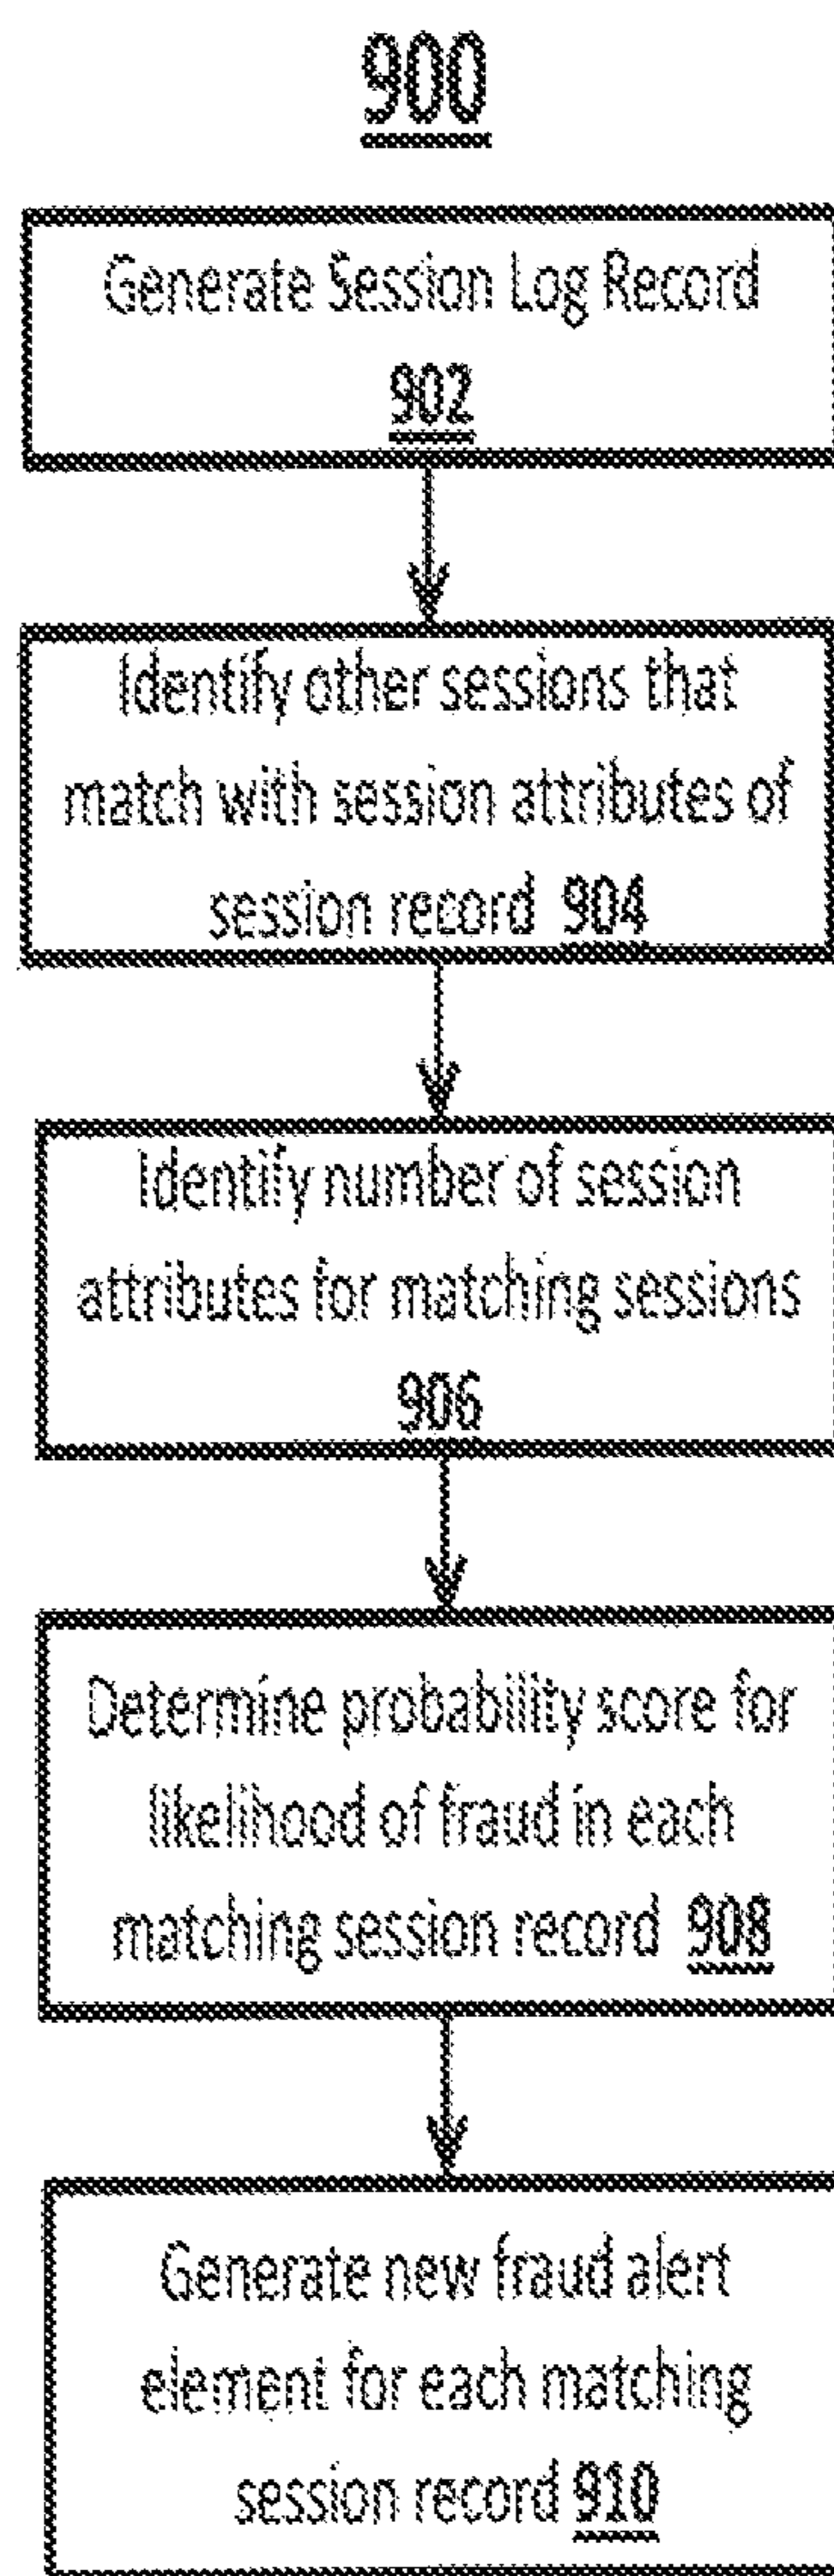 900
Generate Session Log Record
902
Identify other sessions that
match with session attributes of
session record 904
Identify number of session
attributes for matching sessions
906
Determine probability score for
likelihood of fraud in each
matching session record 908
Generate new fraud alert
element for each matching
session record 910